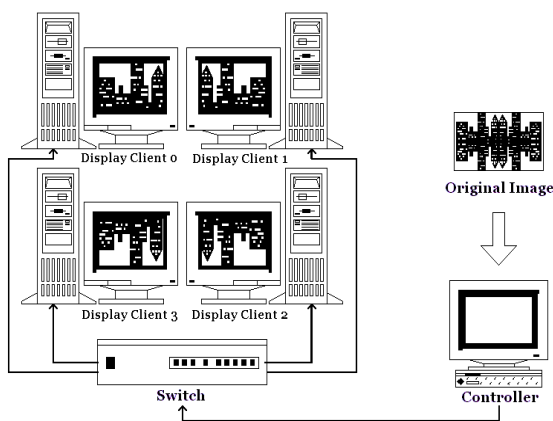 Display Client 0
Display Client 1
Original Image
Display Client 3
Display Client 2
Switch
Controller